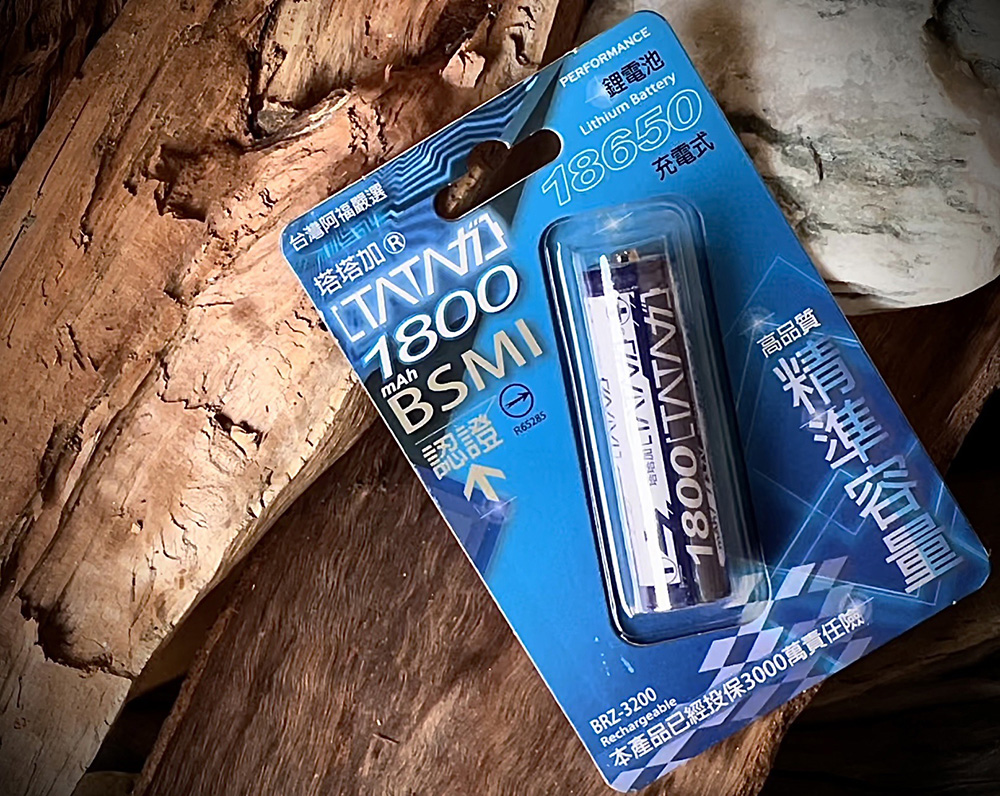 PERFORMANCE
鋰電池
Lithium Battery
18650
充電式
台灣阿福嚴選
塔塔加®
1800
mAh
BSMI
認證
R65285
高品質
精準容量
1800
BRZ-3200
Rechargeable
本產品已經投保3000萬責任險